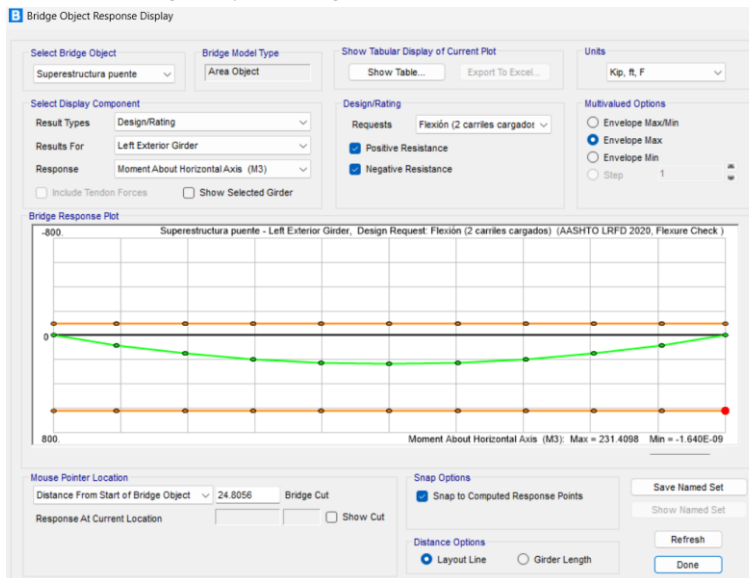 B Bridge Object Response Display
Select Bridge Object
Superestructura puente
Bridge Model Type
Area Object
Show Tabular Display of Current Plot
Show Table...
Export To Excel...
Units
Kip, ft, F
Select Display Component
Result Types Design/Rating
Results For Left Exterior Girder
Response Moment About Horizontal Axis (M3)
Include Tendon Forces Show Selected Girder
Design/Rating
Requests Flexión (2 carriles cargados
Positive Resistance
Negative Resistance
Multivalued Options
Envelope Max/Min
Envelope Max
Envelope Min
Step 1
Bridge Response Plot
-800.
Superestructura puente - Left Exterior Girder, Design Request: Flexión (2 carriles cargados) (AASHTO LRFD 2020, Flexure Check )
0
800.
Moment About Horizontal Axis (M3): Max = 231.4098 Min = -1.640E-09
Mouse Pointer Location
Distance From Start of Bridge Object 24.8056 Bridge Cut
Response At Current Location Show Cut
Snap Options
Snap to Computed Response Points
Distance Options
Layout Line Girder Length
Save Named Set
Show Named Set
Refresh
Done